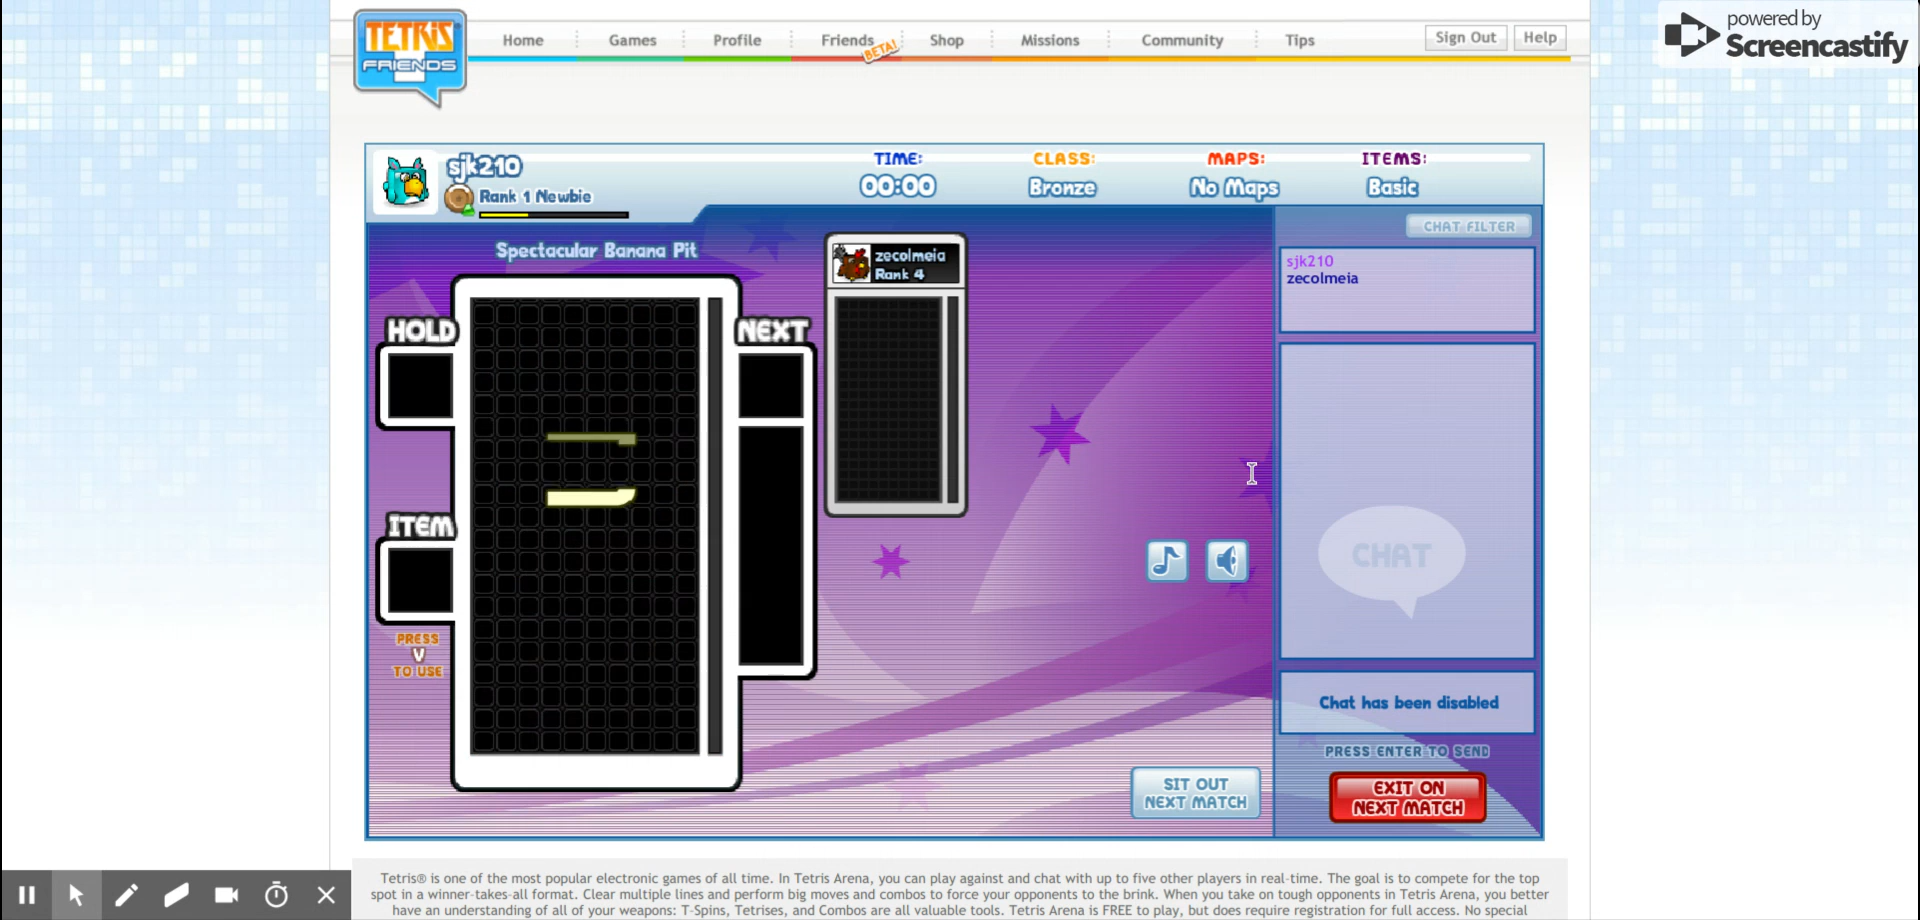 powered by
Screencastify
TETRIS
FRIENDS
Home
Games
Profile
Friends
BETA!
Shop
Missions
Community
Tips
Sign Out
Help
sjk210
Rank 1 Newbie
TIME:
00:00
CLASS:
Bronze
MAPS:
No Maps
ITEMS:
Basic
Spectacular Banana Pit
zecolmeia
Rank 4
CHAT FILTER
sjk210
zecolmeia
HOLD
NEXT
ITEM
PRESS
V
TO USE
CHAT
Chat has been disabled
PRESS ENTER TO SEND
SIT OUT
NEXT MATCH
EXIT ON
NEXT MATCH
Tetris® is one of the most popular electronic games of all time. In Tetris Arena, you can play against and chat with up to five other players in real-time. The goal is to compete for the top
spot in a winner-takes-all format. Clear multiple lines and perform big moves and combos to force your opponents to the brink. When you take on tough opponents in Tetris Arena, you better
have an understanding of all of your weapons: T-Spins, Tetrises, and Combos are all valuable tools. Tetris Arena is FREE to play, but does require registration for full access. No special